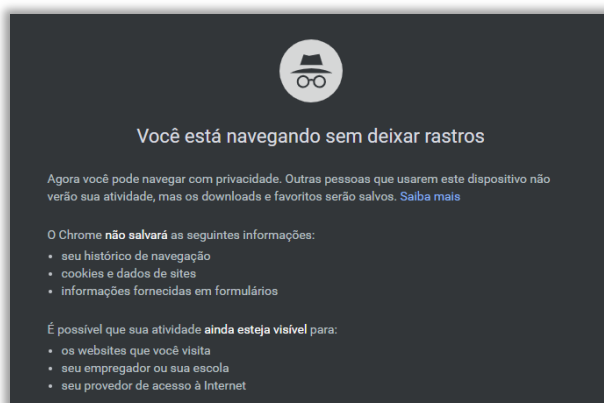 Você está navegando sem deixar rastros
Agora você pode navegar com privacidade. Outras pessoas que usarem este dispositivo não
verão sua atividade, mas os downloads e favoritos serão salvos. Saiba mais
O Chrome não salvará as seguintes informações:
• seu histórico de navegação
• cookies e dados de sites
• informações fornecidas em formulários
É possível que sua atividade ainda esteja visível para:
• os websites que você visita
• seu empregador ou sua escola
• seu provedor de acesso à Internet